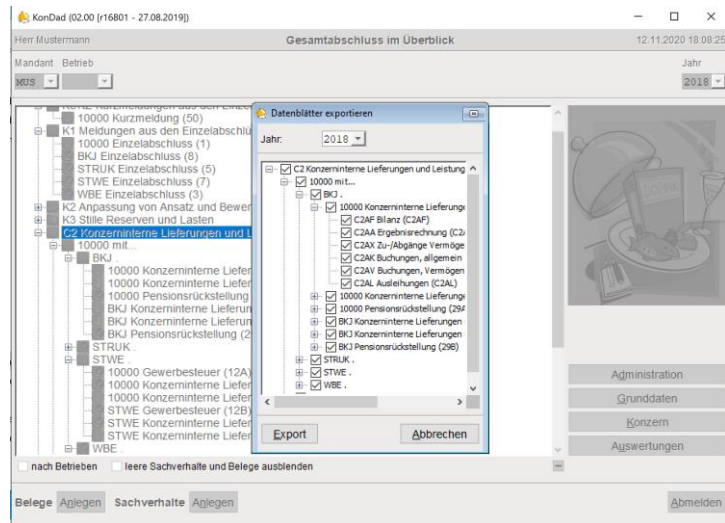 KonDad (02.00 [r16801 - 27.08.2019])
Herr Mustermann Gesamtabschluss im Überblick 12.11.2020 18:08:25
Mandant Betrieb Jahr
MUS 2018
10000 Kurzmeldung (50)
K1 Meldungen aus den Einzelabschlü
10000 Einzelabschluss (1)
BKJ Einzelabschluss (8)
STRUK Einzelabschluss (5)
STWE Einzelabschluss (7)
WBE Einzelabschluss (3)
K2 Anpassung von Ansatz und Bewer
K3 Stille Reserven und Lasten
C2 Konzerninterne Lieferungen und L
10000 mit...
BKJ .
10000 Konzerninterne Liefer
10000 Konzerninterne Liefer
10000 Pensionsrückstellung
BKJ Konzerninterne Lieferun
BKJ Konzerninterne Lieferun
BKJ Pensionsrückstellung (2
STRUK .
STWE .
10000 Gewerbesteuer (12A)
10000 Konzerninterne Liefer
10000 Konzerninterne Liefer
STWE Gewerbesteuer (12B)
STWE Konzerninterne Liefer
STWE Konzerninterne Liefer
WBE .
Datenblätter exportieren
Jahr: 2018
C2 Konzerninterne Lieferungen und Leistung
10000 mit...
BKJ .
10000 Konzerninterne Lieferunge
C2AF Bilanz (C2AF)
C2AA Ergebnisrechnung (C2A
C2AX Zu-/Abgänge Vermöge
C2AK Buchungen, allgemein
C2AV Buchungen, Vermögen
C2AL Ausleihungen (C2AL)
10000 Konzerninterne Lieferunge
10000 Pensionsrückstellung (29A
BKJ Konzerninterne Lieferungen
BKJ Konzerninterne Lieferungen
BKJ Pensionsrückstellung (29B)
STRUK .
STWE .
WBE .
Export Abbrechen
Administration
Grunddaten
Konzern
Auswertungen
nach Betrieben leere Sachverhalte und Belege ausblenden
Belege Anlegen Sachverhalte Anlegen Abmelden